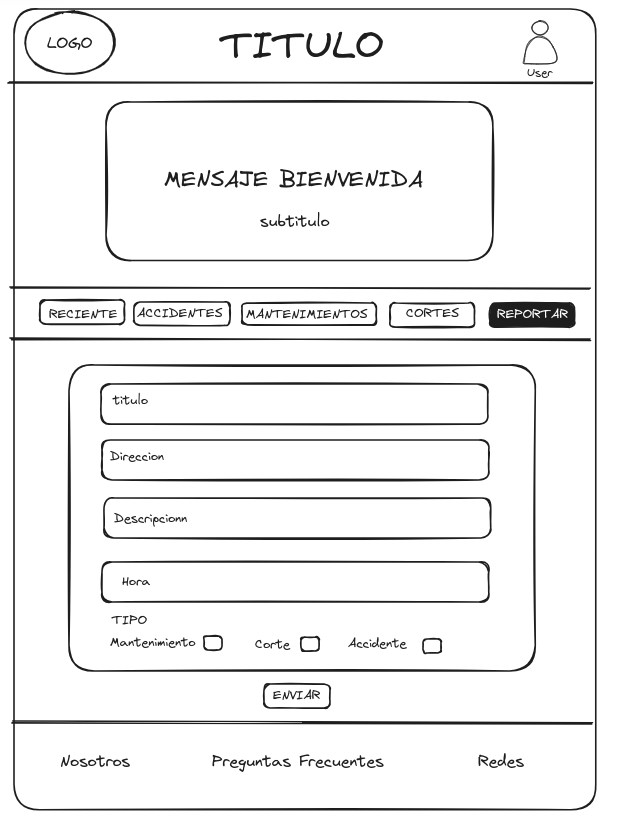 LOGO
TITULO
User
MENSAJE BIENVENIDA
subtitulo
RECIENTE
ACCIDENTES
MANTENIMIENTOS
CORTES
REPORTAR
titulo
Direccion
Descripcionn
Hora
TIPO
Mantenimiento
Corte
Accidente
ENVIAR
Nosotros
Preguntas Frecuentes
Redes